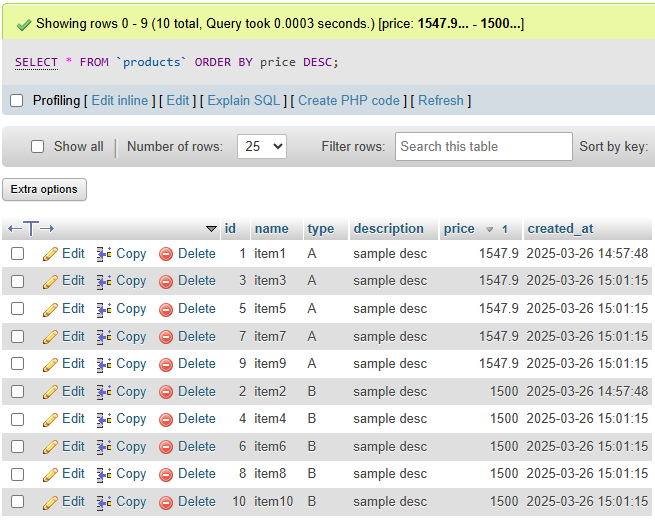 Showing rows 0 - 9 (10 total, Query took 0.0003 seconds.) [price: 1547.9... - 1500...]
SELECT * FROM `products` ORDER BY price DESC;
Profiling [ Edit inline ] [ Edit ] [ Explain SQL ] [ Create PHP code ] [ Refresh ]
Show all Number of rows: 25 Filter rows: Search this table Sort by key:
Extra options
id name type description price 1 created_at
Edit Copy Delete 1 item1 A sample desc 1547.9 2025-03-26 14:57:48
Edit Copy Delete 3 item3 A sample desc 1547.9 2025-03-26 15:01:15
Edit Copy Delete 5 item5 A sample desc 1547.9 2025-03-26 15:01:15
Edit Copy Delete 7 item7 A sample desc 1547.9 2025-03-26 15:01:15
Edit Copy Delete 9 item9 A sample desc 1547.9 2025-03-26 15:01:15
Edit Copy Delete 2 item2 B sample desc 1500 2025-03-26 14:57:48
Edit Copy Delete 4 item4 B sample desc 1500 2025-03-26 15:01:15
Edit Copy Delete 6 item6 B sample desc 1500 2025-03-26 15:01:15
Edit Copy Delete 8 item8 B sample desc 1500 2025-03-26 15:01:15
Edit Copy Delete 10 item10 B sample desc 1500 2025-03-26 15:01:15